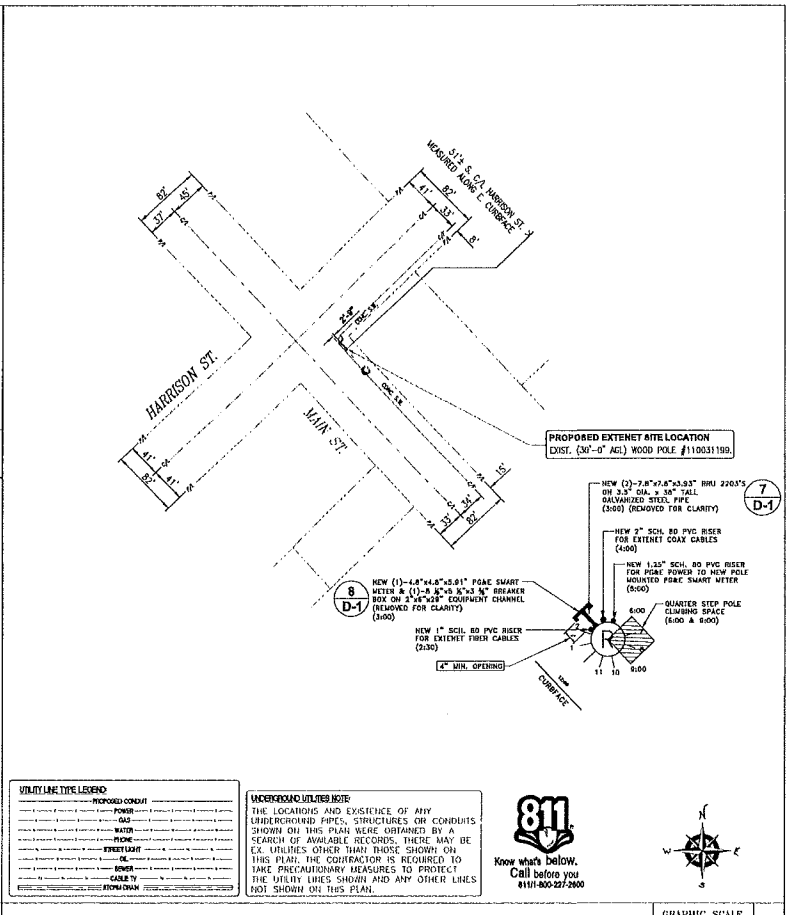 51'± S. C/L HARRISON ST.
MEASURED ALONG E. CURBFACE
82'
37'
45'
41'
82'
33'
8'
2'-9"
CONC. S.W.
HARRISON ST.
MAIN ST.
CONC. S.W.
41'
82'
41'
15'
34'
33'
82'
PROPOSED EXTENET SITE LOCATION
EXIST. (36'-0" AGL) WOOD POLE #110031199.
NEW (2)-7.8"x7.8"x3.93" RRU 2203'S
ON 3.5" DIA. x 38" TALL
GALVANIZED STEEL PIPE
(3:00) (REMOVED FOR CLARITY)
7
D-1
NEW 2" SCH. 80 PVC RISER
FOR EXTENET COAX CABLES
(4:00)
NEW 1.25" SCH. 80 PVC RISER
FOR PG&E POWER TO NEW POLE
MOUNTED PG&E SMART METER
(5:00)
8
D-1
NEW (1)-4.8"x4.8"x5.91" PG&E SMART
METER & (1)- BREAKER
BOX ON 2"x6"x29" EQUIPMENT CHANNEL
(REMOVED FOR CLARITY)
(3:00)
QUARTER STEP POLE
CLIMBING SPACE
(6:00 & 9:00)
NEW 1" SCH. 80 PVC RISER
FOR EXTENET FIBER CABLES
(2:30)
4" MIN. OPENING
6:00
R
1
11
10
9:00
12:00
CURBFACE
UTILITY LINE TYPE LEGEND
PROPOSED CONDUIT
POWER
GAS
WATER
PHONE
STREET LIGHT
OIL
SEWER
CABLE TV
STORM DRAIN
UNDERGROUND UTILITIES NOTE:
THE LOCATIONS AND EXISTENCE OF ANY
UNDERGROUND PIPES, STRUCTURES OR CONDUITS
SHOWN ON THIS PLAN WERE OBTAINED BY A
SEARCH OF AVAILABLE RECORDS. THERE MAY BE
EX. UTILITIES OTHER THAN THOSE SHOWN ON
THIS PLAN. THE CONTRACTOR IS REQUIRED TO
TAKE PRECAUTIONARY MEASURES TO PROTECT
THE UTILITY LINES SHOWN AND ANY OTHER LINES
NOT SHOWN ON THIS PLAN.
811
Know what's below.
Call before you
811/1-800-227-2600
N
W
E
S
GRAPHIC SCALE